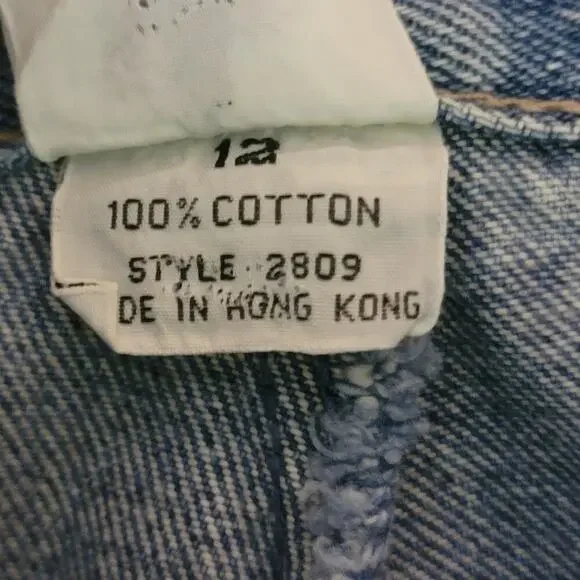 12
100% COTTON
STYLE 2809
DE IN HONG KONG